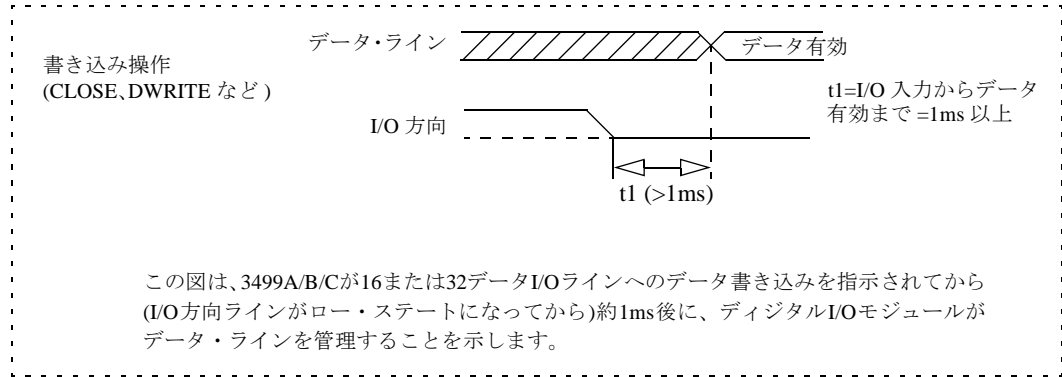 データ・ライン
データ有効
書き込み操作
(CLOSE、DWRITE など )
t1=I/O 入力からデータ
有効まで =1ms 以上
I/O 方向
t1 (>1ms)
この図は、3499A/B/Cが16または32データI/Oラインへのデータ書き込みを指示されてから
(I/O方向ラインがロー・ステートになってから)約1ms後に、ディジタルI/Oモジュールが
データ・ラインを管理することを示します。